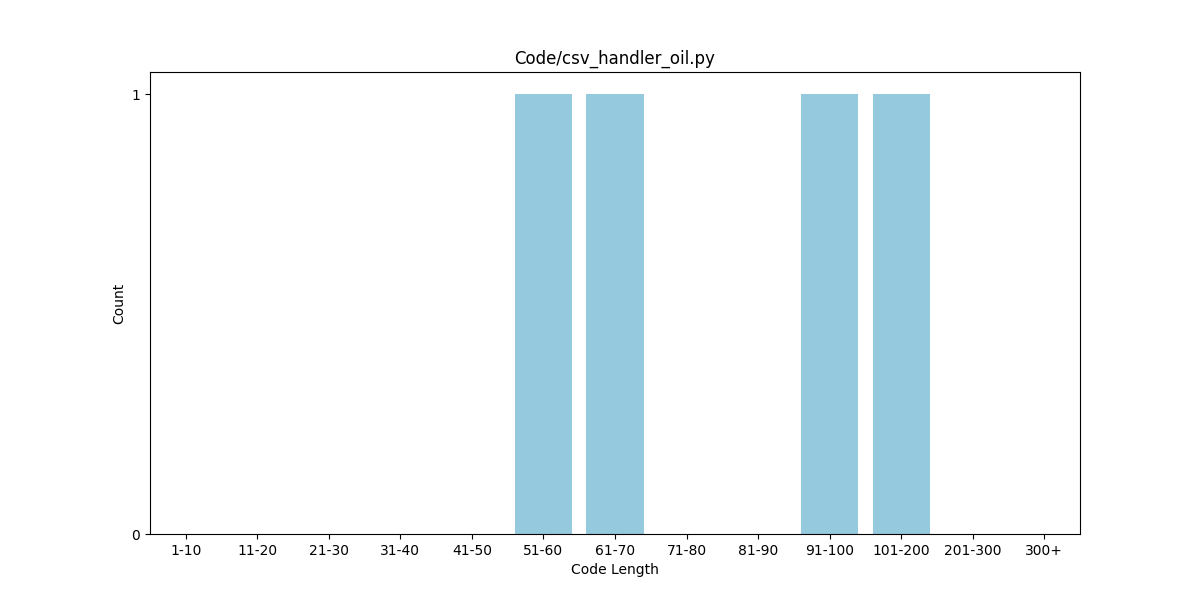 Code/csv_handler_oil.py
1
Count
0
1-10 11-20 21-30 31-40 41-50 51-60 61-70 71-80 81-90 91-100 101-200 201-300 300+
Code Length